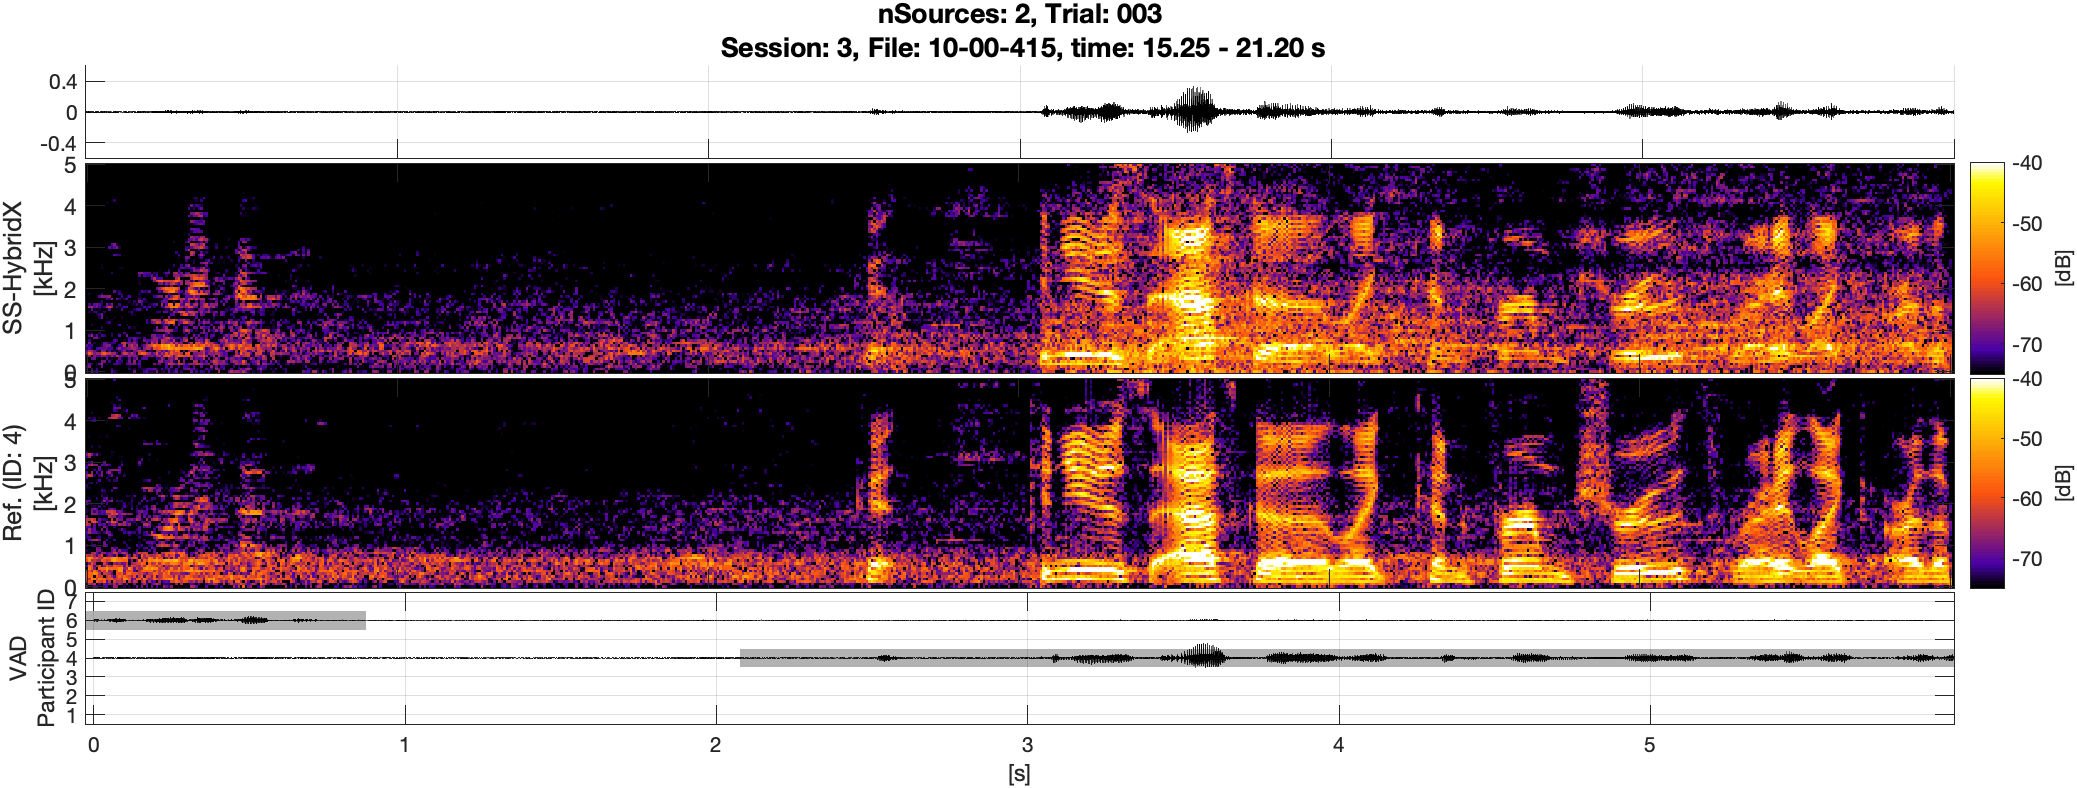 nSources: 2, Trial: 003
Session: 3, File: 10-00-415, time: 15.25 - 21.20 s
0.4
0
-0.4
SS-HybridX
[kHz]
5
4
3
2
1
0
-40
-50
-60
-70
[dB]
Ref. (ID: 4)
[kHz]
5
4
3
2
1
0
-40
-50
-60
-70
[dB]
VAD
Participant ID
7
6
5
4
3
2
1
0 1 2 3 4 5
[s]